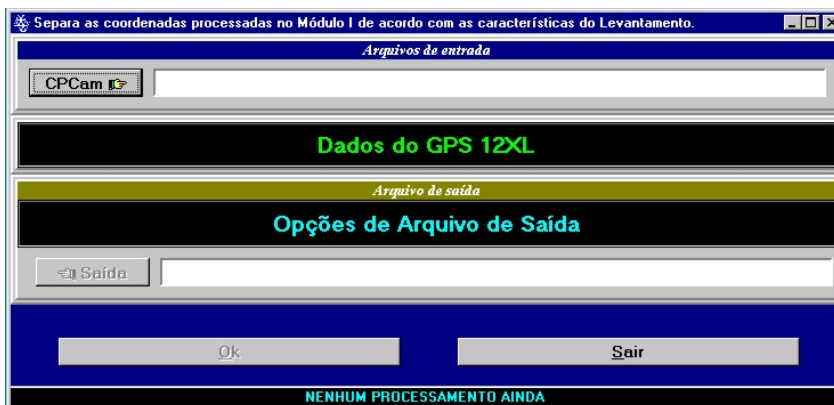 Separa as coordenadas processadas no Módulo I de acordo com as características do Levantamento.
Arquivos de entrada
CPCam
Dados do GPS 12XL
Arquivo de saída
Opções de Arquivo de Saída
Saída
Ok
Sair
NENHUM PROCESSAMENTO AINDA